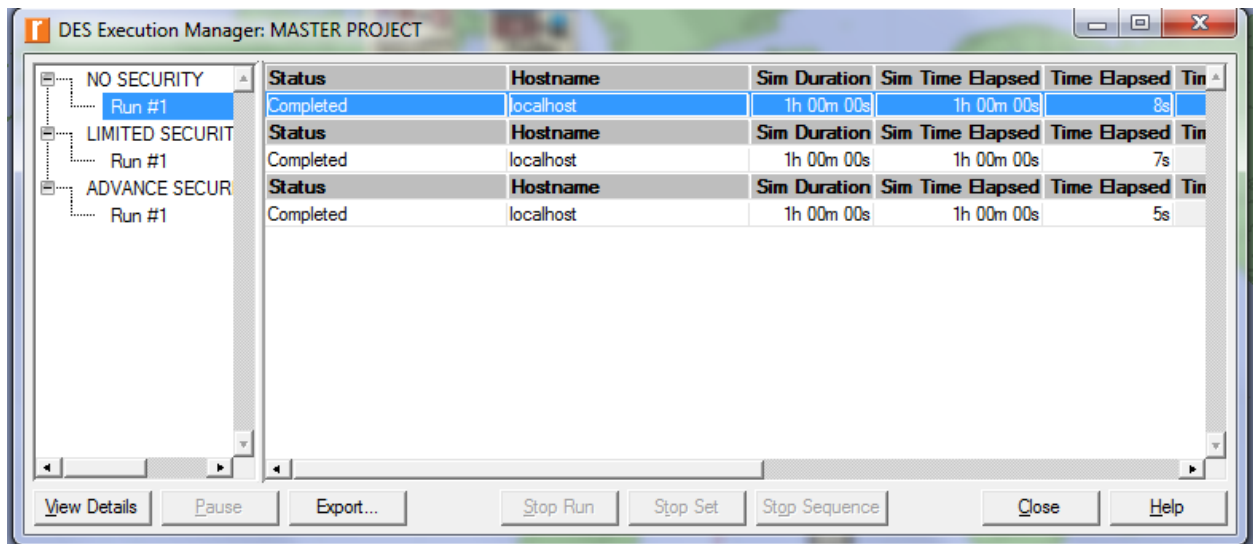 DES Execution Manager: MASTER PROJECT
NO SECURITY
Run #1
LIMITED SECURIT
Run #1
ADVANCE SECURI
Run #1
Status Hostname Sim Duration Sim Time Elapsed Time Elapsed Tim
Completed localhost 1h 00m 00s 1h 00m 00s 8s
Status Hostname Sim Duration Sim Time Elapsed Time Elapsed Tim
Completed localhost 1h 00m 00s 1h 00m 00s 7s
Status Hostname Sim Duration Sim Time Elapsed Time Elapsed Tim
Completed localhost 1h 00m 00s 1h 00m 00s 5s
View Details Pause Export... Stop Run Stop Set Stop Sequence Close Help